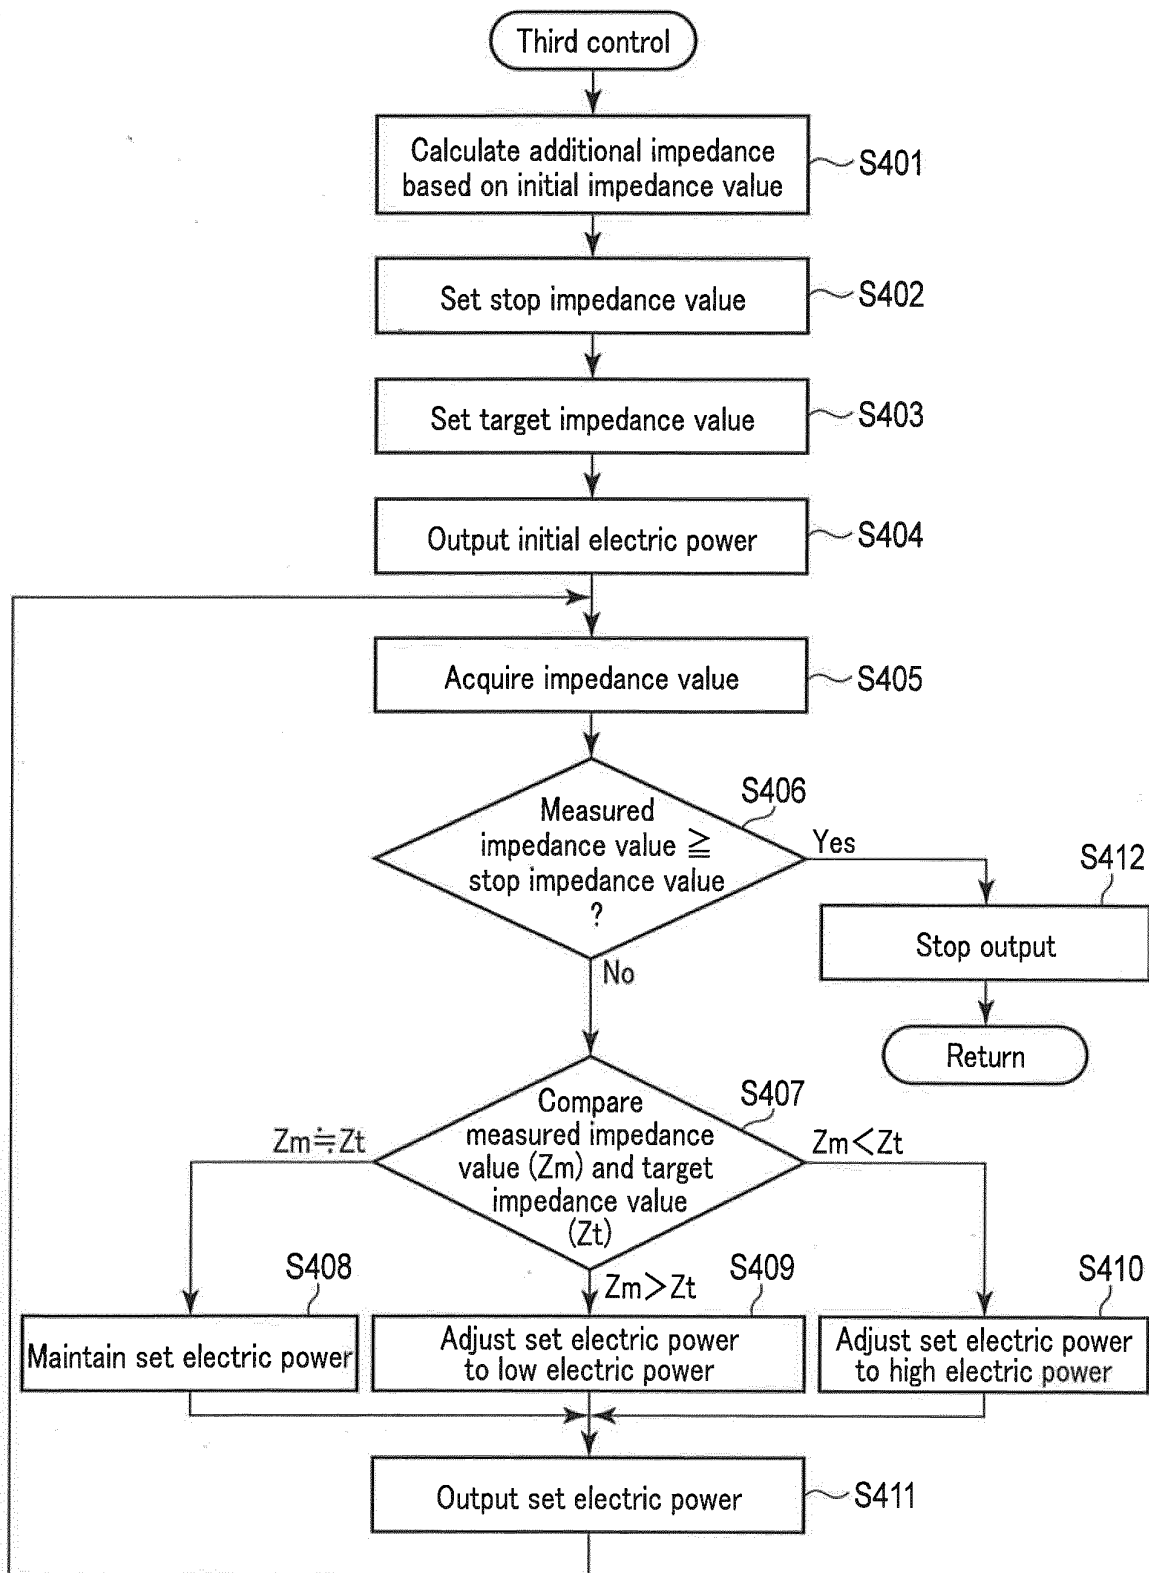 Third control
Calculate additional impedance
based on initial impedance value
S401
Set stop impedance value
S402
Set target impedance value
S403
Output initial electric power
S404
Acquire impedance value
S405
S406
Measured
impedance value ≧
stop impedance value
?
Yes
No
S412
Stop output
Return
S407
Compare
measured impedance
value (Zm) and target
impedance value
(Zt)
Zm≒Zt
Zm<Zt
Zm>Zt
S408
Maintain set electric power
S409
Adjust set electric power
to low electric power
S410
Adjust set electric power
to high electric power
Output set electric power
S411